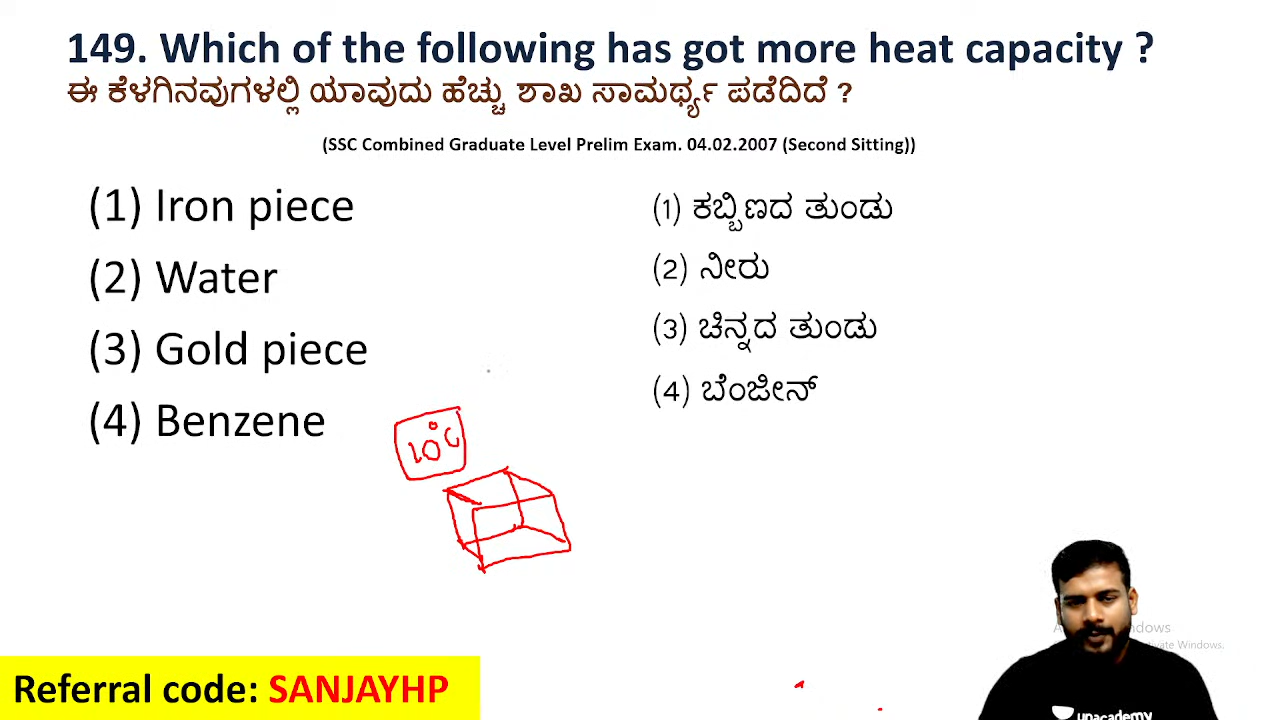 149. Which of the following has got more heat capacity ?
ಈ ಕೆಳಗಿನವುಗಳಲ್ಲಿ ಯಾವುದು ಹೆಚ್ಚು ಶಾಖ ಸಾಮರ್ಥ್ಯ ಪಡೆದಿದೆ ?
(SSC Combined Graduate Level Prelim Exam. 04.02.2007 (Second Sitting))
(1) Iron piece
(2) Water
(3) Gold piece
(4) Benzene
(1) ಕಬ್ಬಿಣದ ತುಂಡು
(2) ನೀರು
(3) ಚಿನ್ನದ ತುಂಡು
(4) ಬೆಂಜೀನ್
10°C
Referral code: SANJAYHP
unacademy